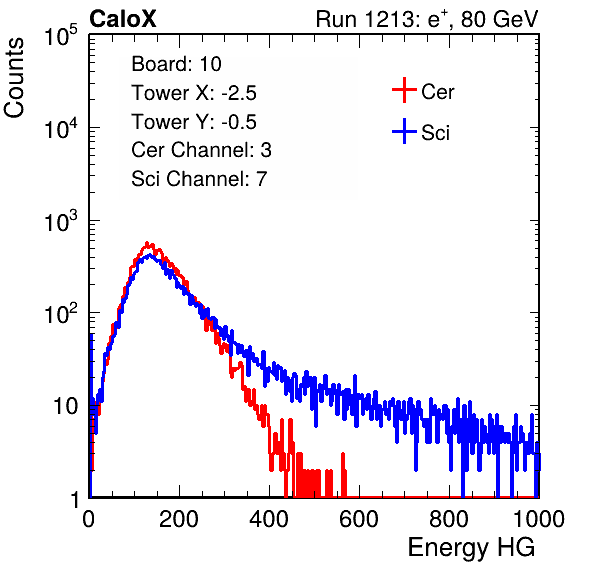 CaloX Run 1213: e⁺, 80 GeV
Counts
Board: 10
Tower X: -2.5
Tower Y: -0.5
Cer Channel: 3
Sci Channel: 7
Cer
Sci
10⁵
10⁴
10³
10²
10
1
0 200 400 600 800 1000
Energy HG